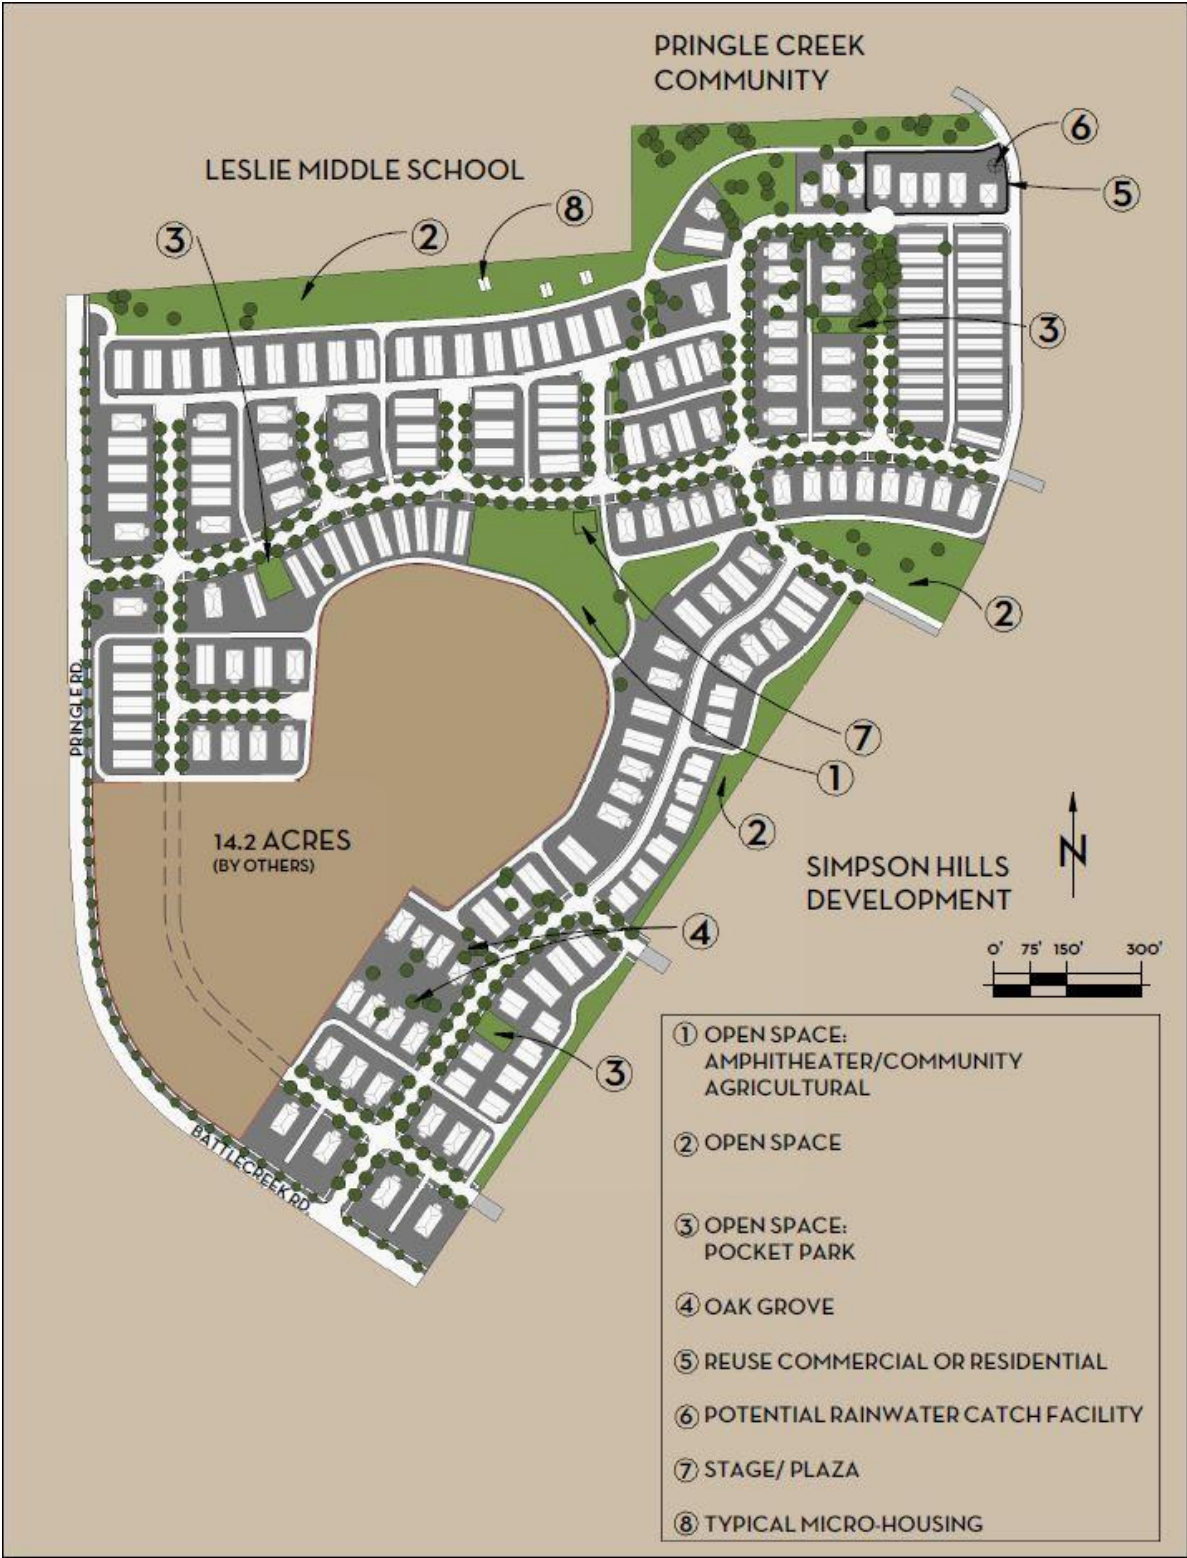 PRINGLE CREEK
COMMUNITY
6
LESLIE MIDDLE SCHOOL
5
8
3
2
3
2
PRINGLE RD.
7
1
2
14.2 ACRES
(BY OTHERS)
SIMPSON HILLS
DEVELOPMENT
N
4
0' 75' 150' 300'
3
BATTLECREEK RD.
1 OPEN SPACE:
AMPHITHEATER/COMMUNITY
AGRICULTURAL
2 OPEN SPACE
3 OPEN SPACE:
POCKET PARK
4 OAK GROVE
5 REUSE COMMERCIAL OR RESIDENTIAL
6 POTENTIAL RAINWATER CATCH FACILITY
7 STAGE/ PLAZA
8 TYPICAL MICRO-HOUSING